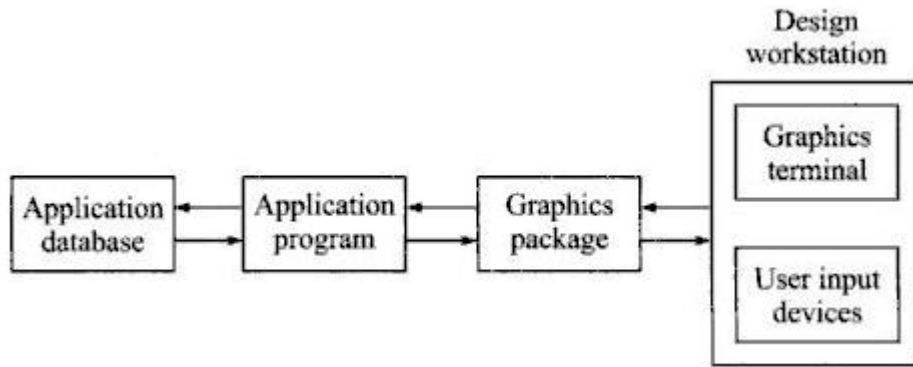 Design
workstation
Graphics
terminal
Application
database
Application
program
Graphics
package
User input
devices